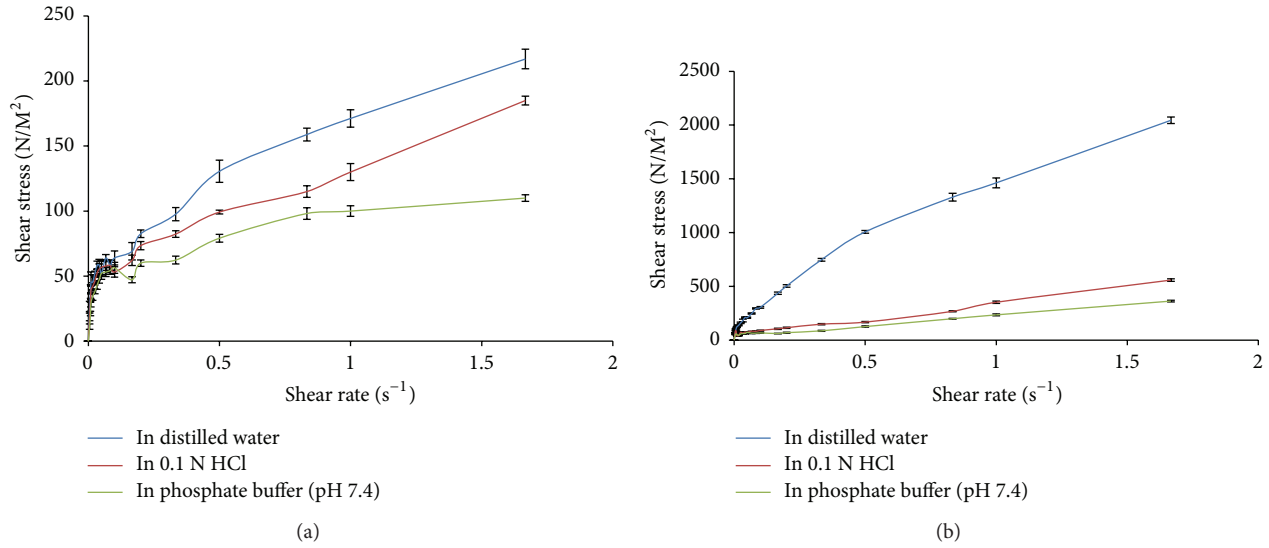 250
200
150
100
50
0
Shear stress (N/M²)
0
0.5
1
1.5
2
Shear rate (s⁻¹)
In distilled water
In 0.1 N HCl
In phosphate buffer (pH 7.4)
(a)
2500
2000
1500
1000
500
0
Shear stress (N/M²)
0
0.5
1
1.5
2
Shear rate (s⁻¹)
In distilled water
In 0.1 N HCl
In phosphate buffer (pH 7.4)
(b)